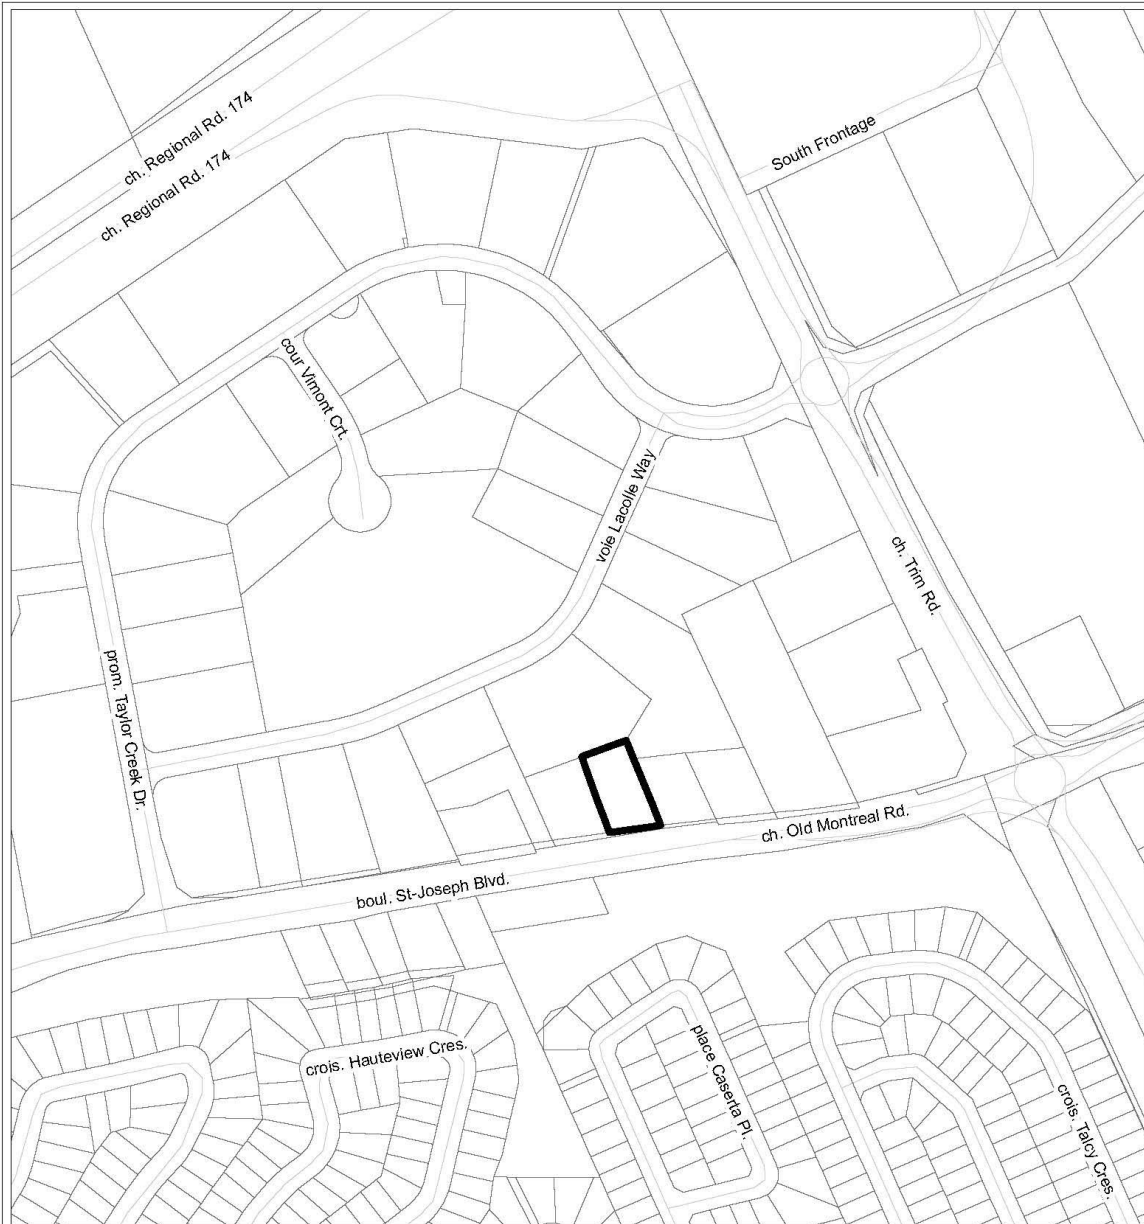 ch. Regional Rd. 174
ch. Regional Rd. 174
South Frontage
cour Vimont Crt.
voie Lacolle Way
ch. Trim Rd.
prom. Taylor Creek Dr.
ch. Old Montreal Rd.
boul. St-Joseph Blvd.
crois. Hauteview Cres.
place Caserta Pl.
crois. Talcy Cres.